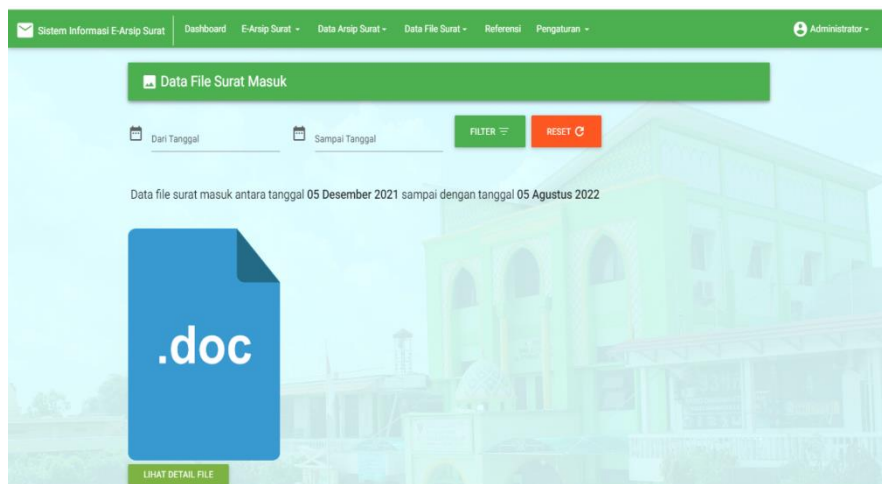 Sistem Informasi E-Arsip Surat
Dashboard E-Arsip Surat Data Arsip Surat Data File Surat Referensi Pengaturan
Administrator
Data File Surat Masuk
Dari Tanggal Sampai Tanggal FILTER RESET
Data file surat masuk antara tanggal 05 Desember 2021 sampai dengan tanggal 05 Agustus 2022
.doc
LIHAT DETAIL FILE